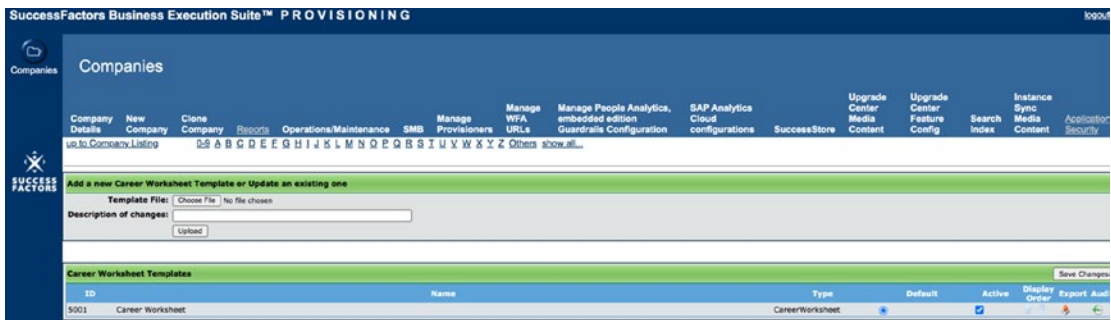 SuccessFactors Business Execution Suite™ PROVISIONING
logout
Companies
Companies
Company Details
New Company
Clone Company
Reports
Operations/Maintenance
SMB
Manage Provisioners
Manage WFA URLs
Manage People Analytics, embedded edition Guardrails Configuration
SAP Analytics Cloud configurations
SuccessStore
Upgrade Center Media Content
Upgrade Center Feature Config
Search Index
Instance Sync Media Content
Application Security
up to Company Listing 0-9 A B C D E F G H I J K L M N O P Q R S T U V W X Y Z Others show all...
SUCCESS FACTORS
Add a new Career Worksheet Template or Update an existing one
Template File: Choose File No file chosen
Description of changes:
Upload
Career Worksheet Templates Save Changes
ID Name Type Default Active Display Order Export Audi
5001 Career Worksheet CareerWorksheet